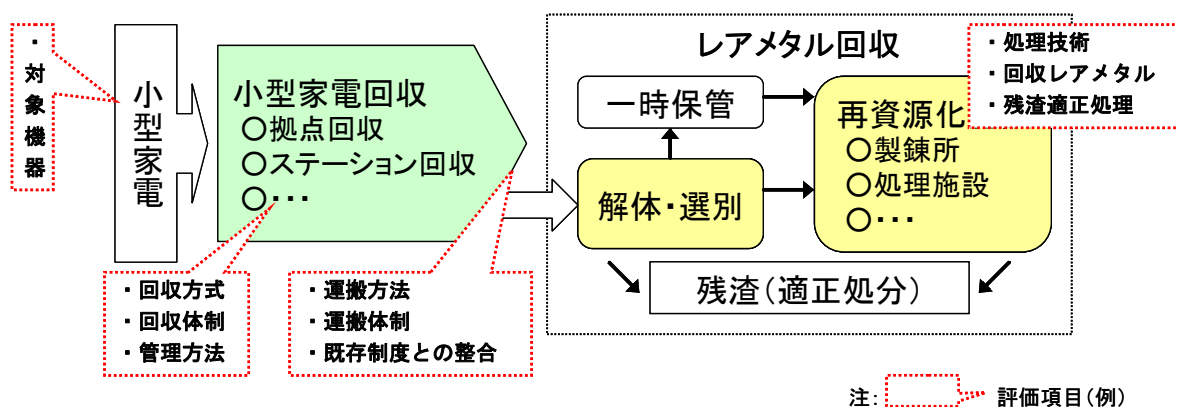 ・対象機器
小型家電
小型家電回収
○拠点回収
○ステーション回収
○・・・
・回収方式
・回収体制
・管理方法
・運搬方法
・運搬体制
・既存制度との整合
レアメタル回収
一時保管
解体・選別
再資源化
○製錬所
○処理施設
○・・・
・処理技術
・回収レアメタル
・残渣適正処理
残渣(適正処分)
注:
評価項目(例)